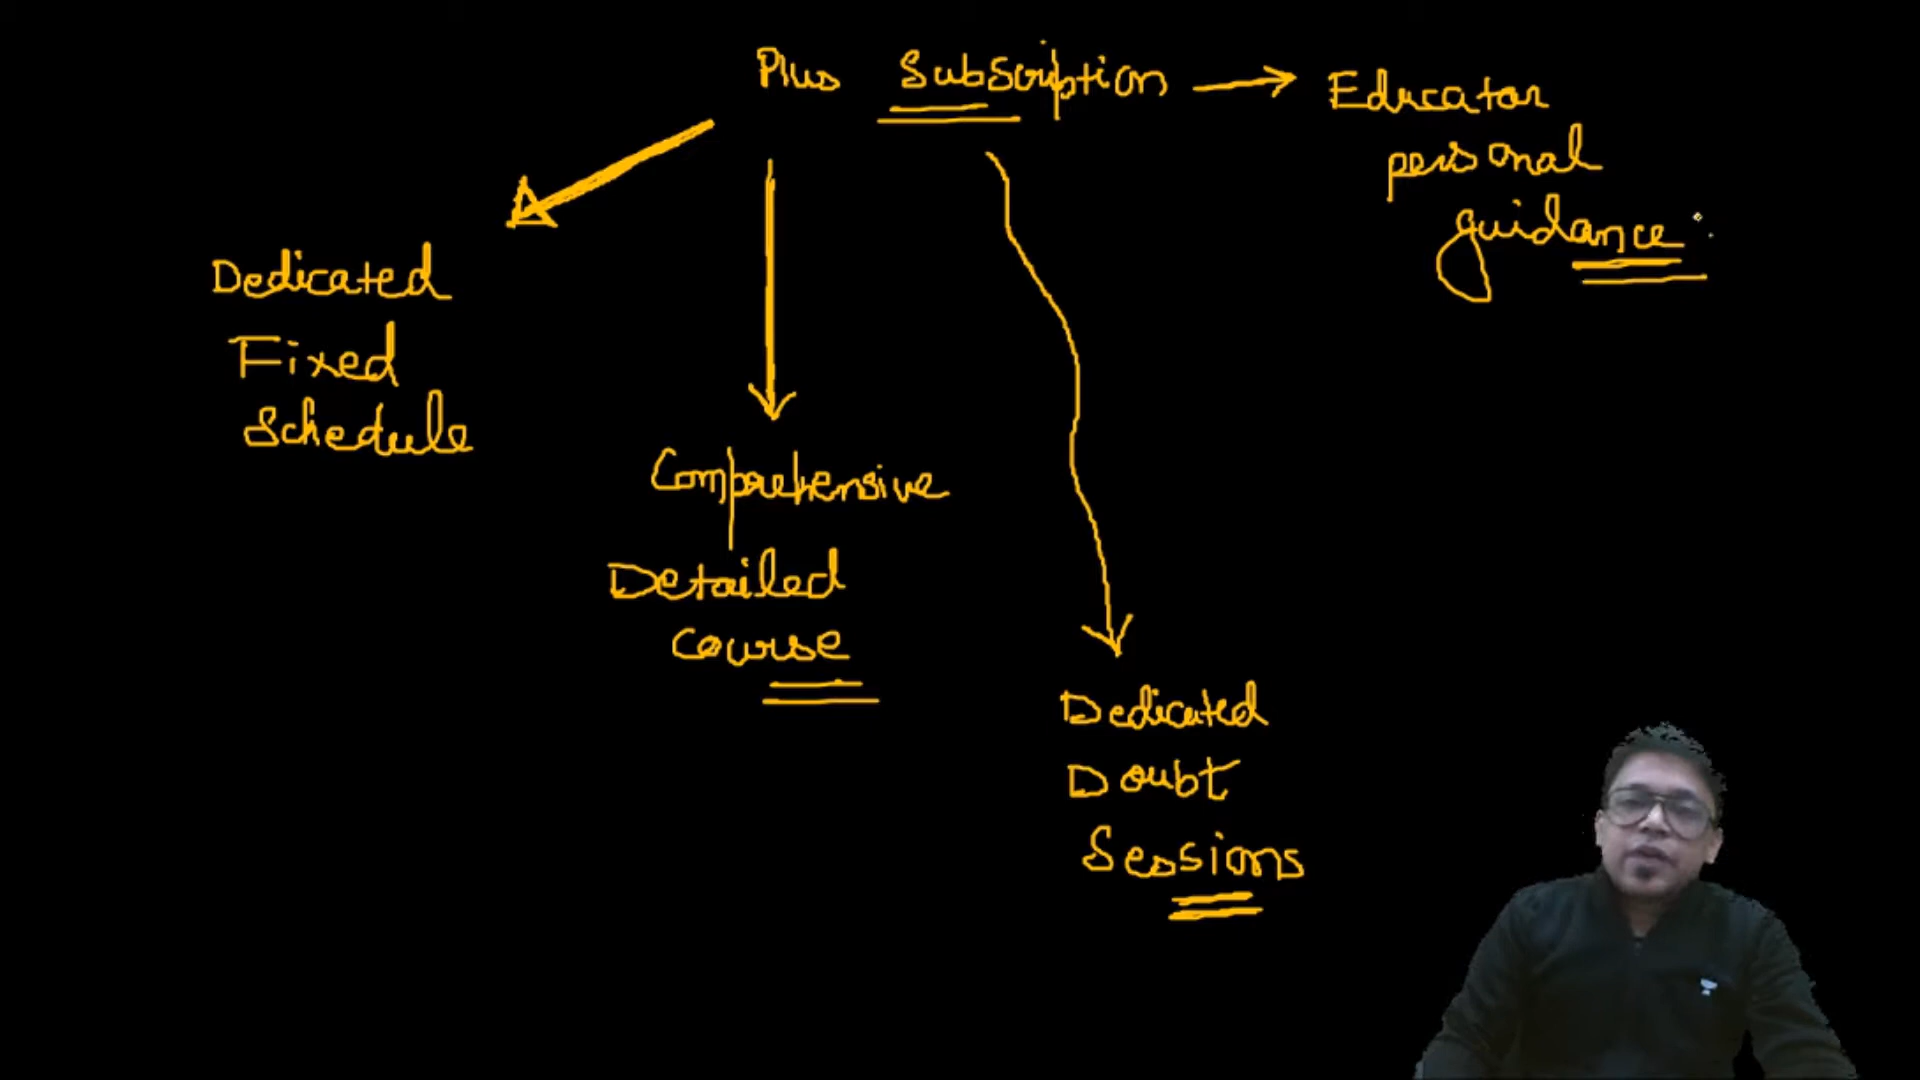 Plus Subscription → Educator
personal
guidance
Dedicated
Fixed
Schedule
Comprehensive
Detailed
Course
Dedicated
Doubt
Sessions